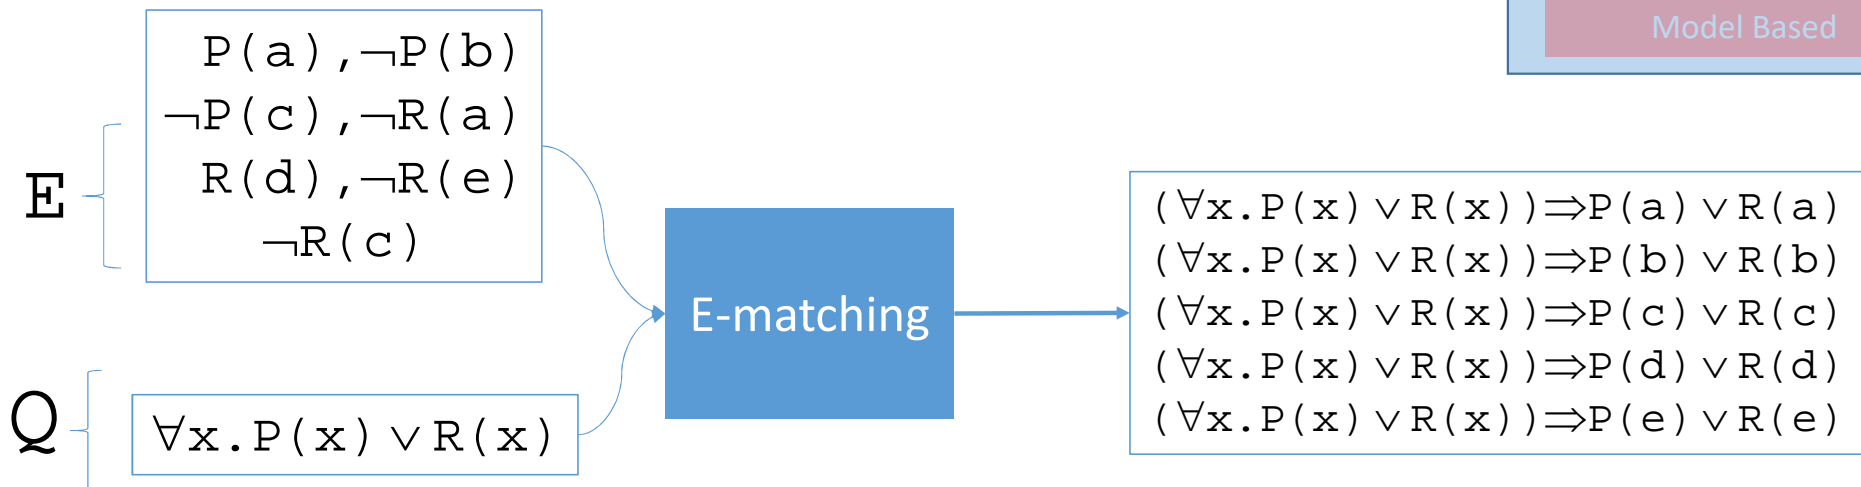 Model Based
P(a),¬P(b)
¬P(c),¬R(a)
R(d),¬R(e)
¬R(c)
E
E-matching
(∀x.P(x)∨R(x))⇒P(a)∨R(a)
(∀x.P(x)∨R(x))⇒P(b)∨R(b)
(∀x.P(x)∨R(x))⇒P(c)∨R(c)
(∀x.P(x)∨R(x))⇒P(d)∨R(d)
(∀x.P(x)∨R(x))⇒P(e)∨R(e)
Q
∀x.P(x)∨R(x)